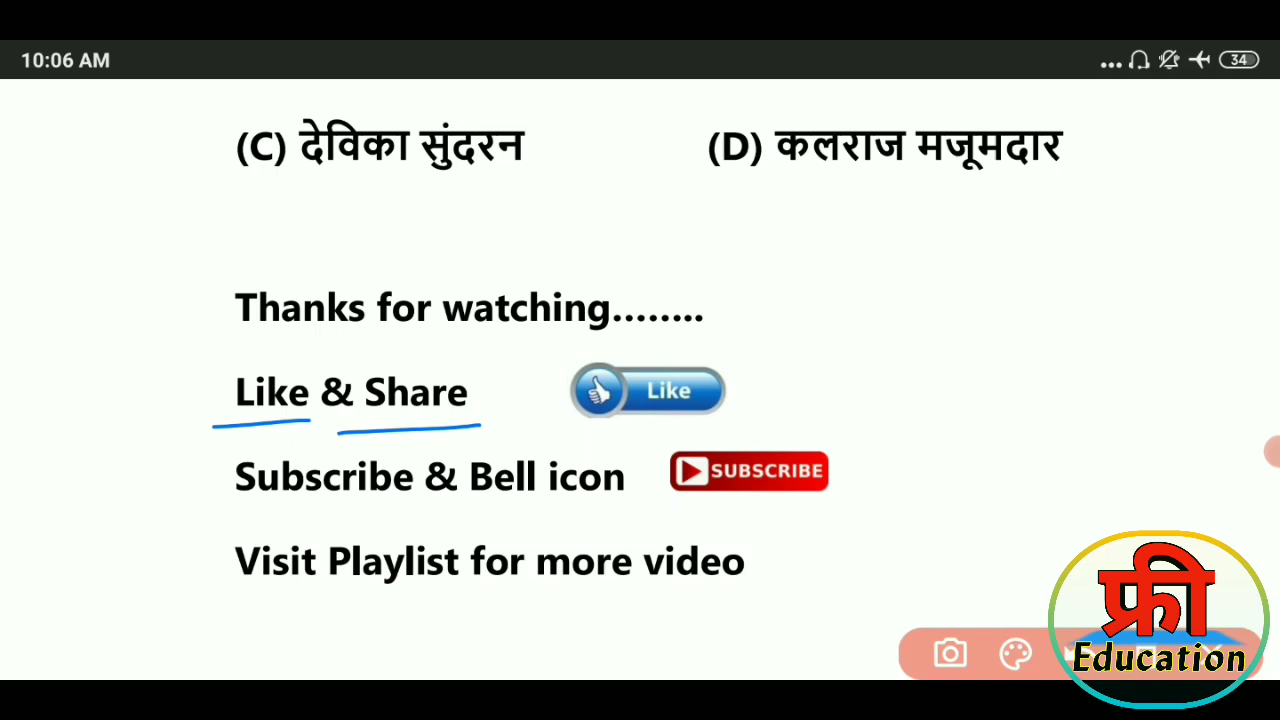 10:06 AM 34
(C) देविका सुंदरन (D) कलराज मजूमदार
Thanks for watching........
Like & Share Like
Subscribe & Bell icon SUBSCRIBE
Visit Playlist for more video
फ्री
Education